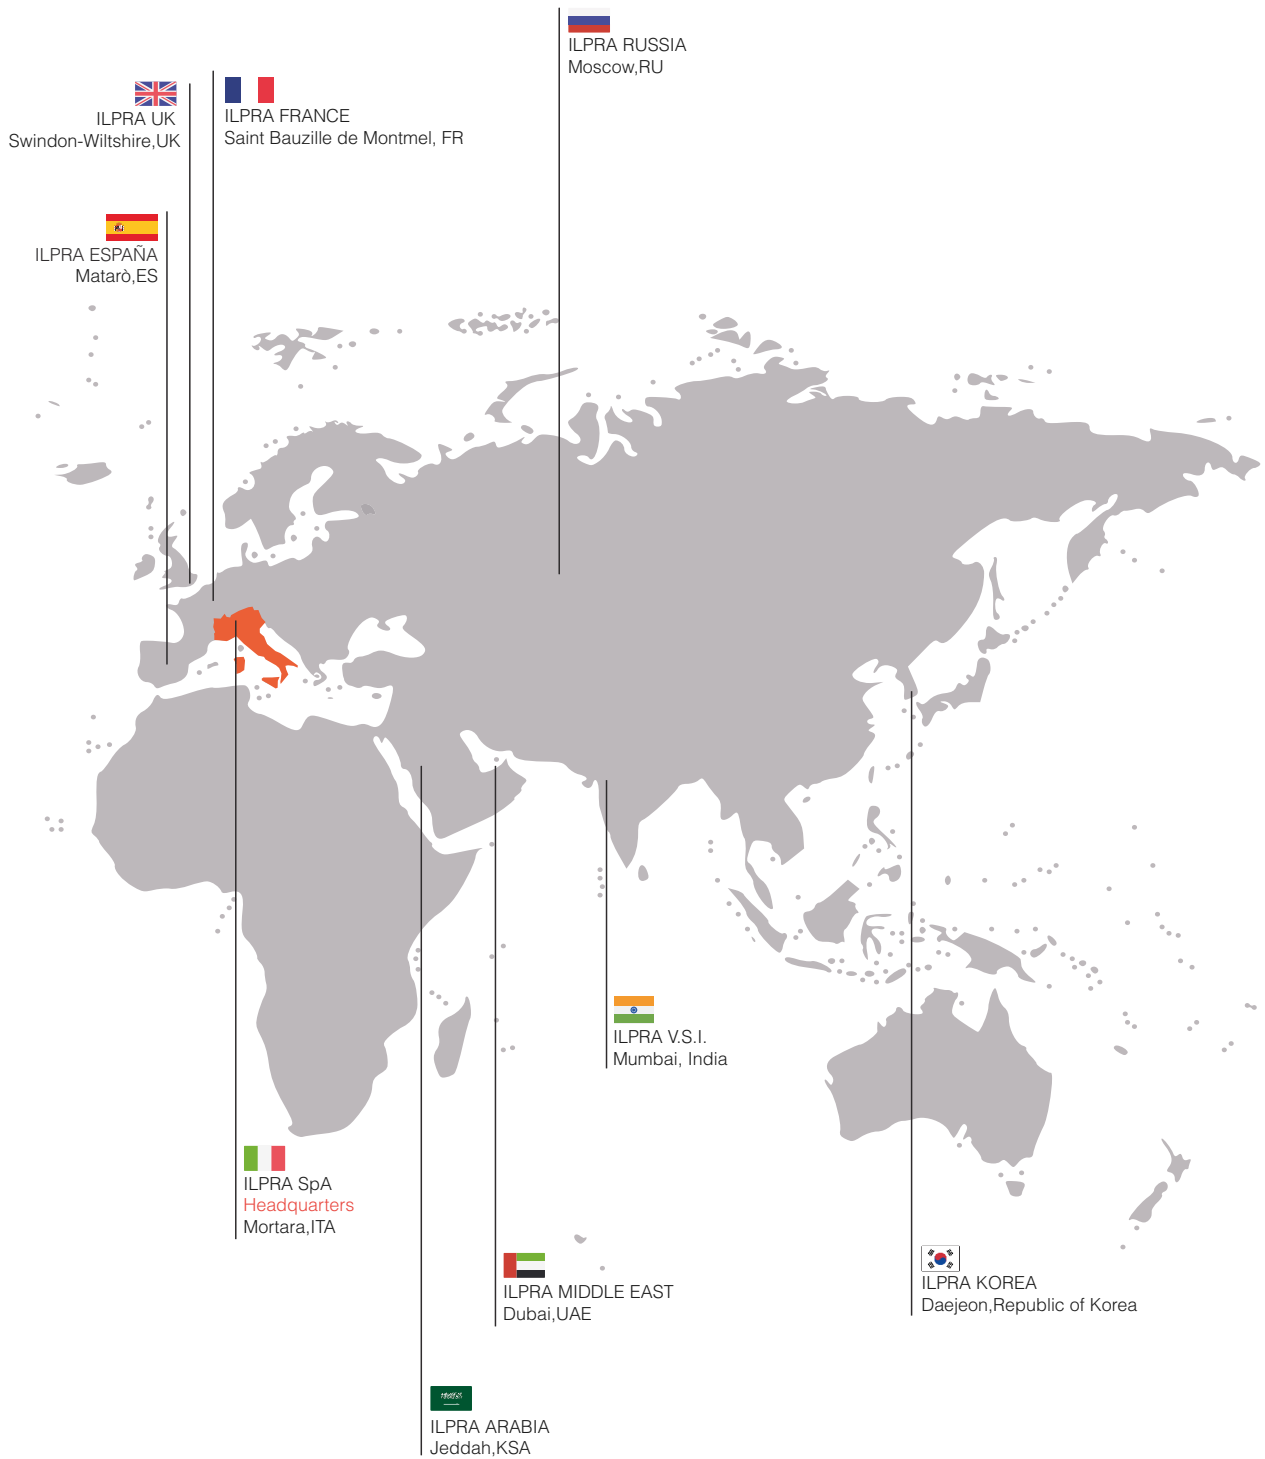 ILPRA RUSSIA
Moscow,RU
ILPRA UK
Swindon-Wiltshire,UK
ILPRA FRANCE
Saint Bauzille de Montmel, FR
ILPRA ESPAÑA
Matarò,ES
ILPRA V.S.I.
Mumbai, India
ILPRA SpA
Headquarters
Mortara,ITA
ILPRA MIDDLE EAST
Dubai,UAE
ILPRA KOREA
Daejeon,Republic of Korea
ILPRA ARABIA
Jeddah,KSA